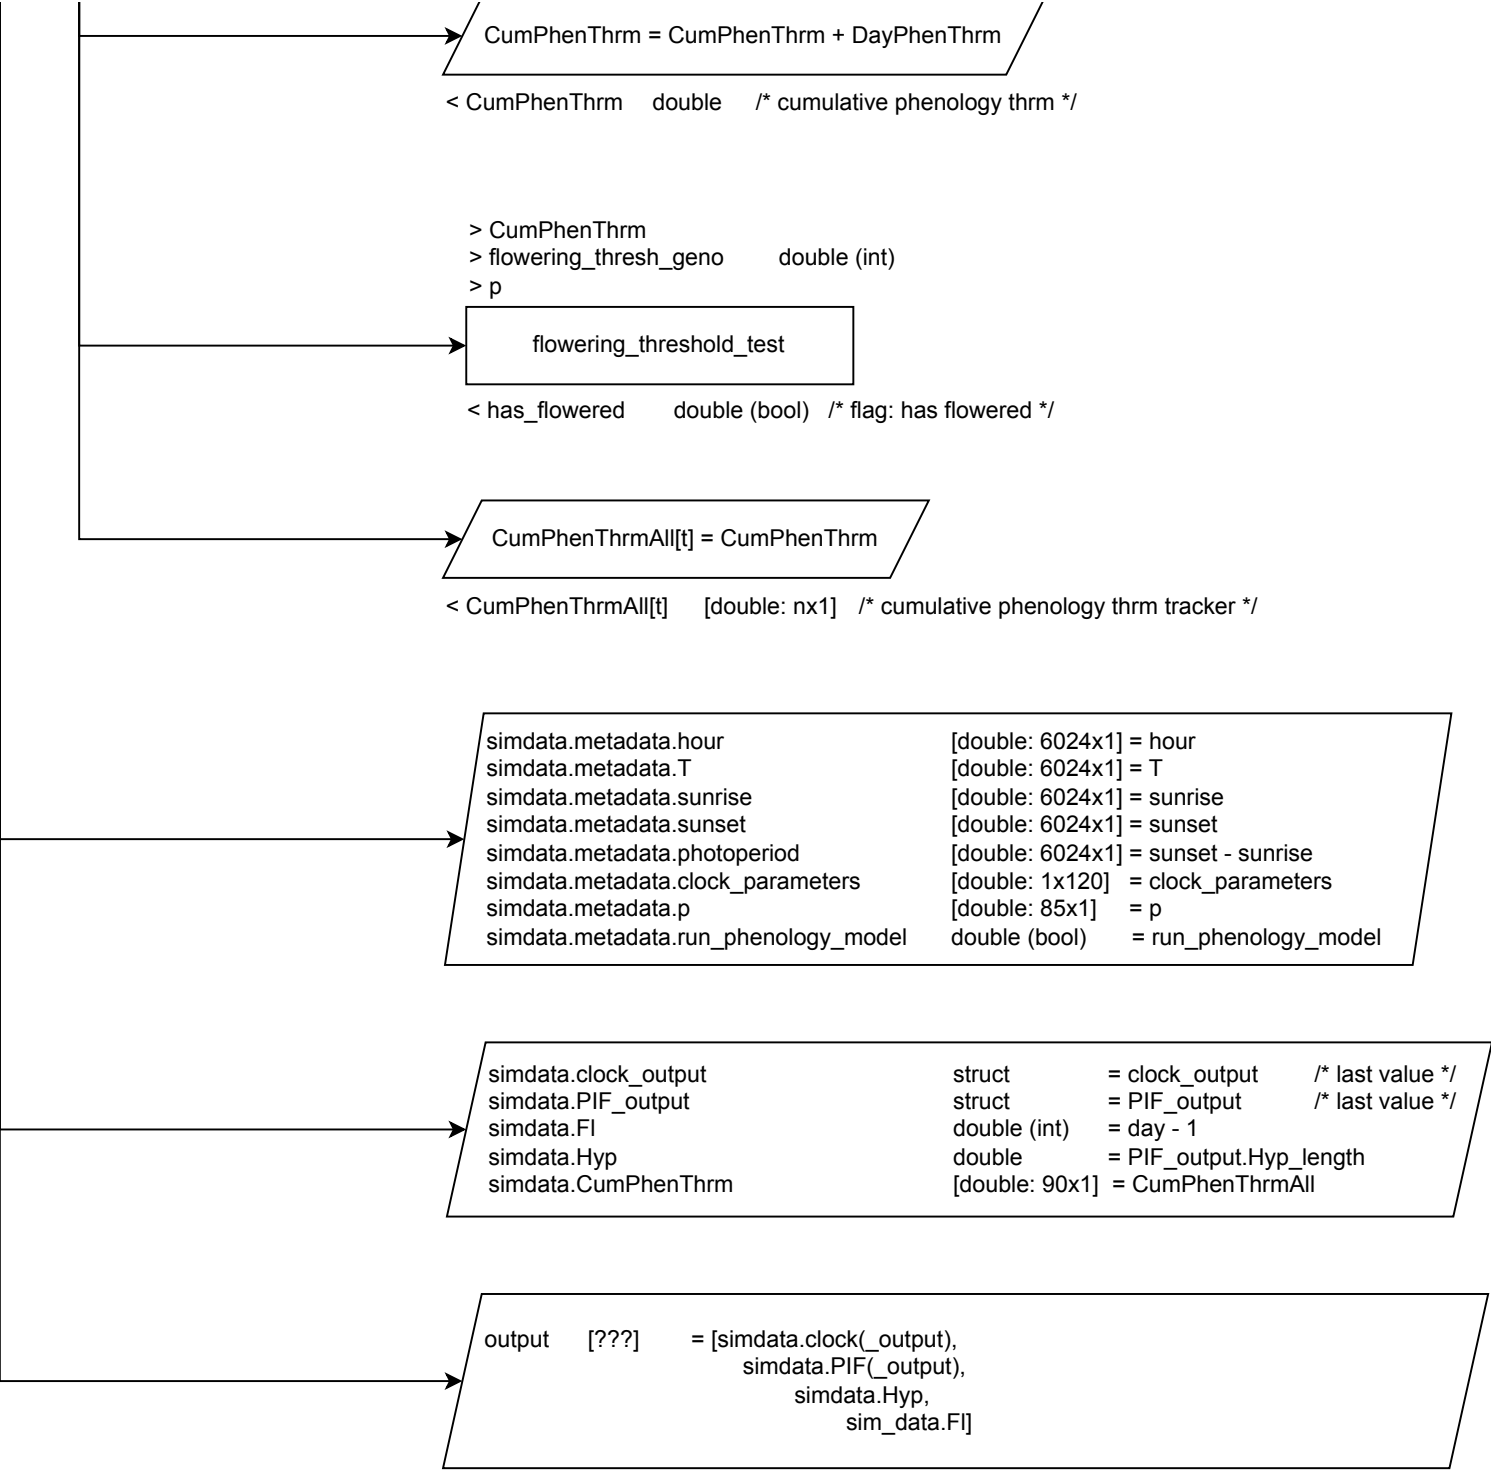 CumPhenThrm = CumPhenThrm + DayPhenThrm
< CumPhenThrm double /* cumulative phenology thrm */
> CumPhenThrm
> flowering_thresh_geno double (int)
> p
flowering_threshold_test
< has_flowered double (bool) /* flag: has flowered */
CumPhenThrmAll[t] = CumPhenThrm
< CumPhenThrmAll[t] [double: nx1] /* cumulative phenology thrm tracker */
simdata.metadata.hour [double: 6024x1] = hour
simdata.metadata.T [double: 6024x1] = T
simdata.metadata.sunrise [double: 6024x1] = sunrise
simdata.metadata.sunset [double: 6024x1] = sunset
simdata.metadata.photoperiod [double: 6024x1] = sunset - sunrise
simdata.metadata.clock_parameters [double: 1x120] = clock_parameters
simdata.metadata.p [double: 85x1] = p
simdata.metadata.run_phenology_model double (bool) = run_phenology_model
simdata.clock_output struct = clock_output /* last value */
simdata.PIF_output struct = PIF_output /* last value */
simdata.Fl double (int) = day - 1
simdata.Hyp double = PIF_output.Hyp_length
simdata.CumPhenThrm [double: 90x1] = CumPhenThrmAll
output [???] = [simdata.clock(_output),
simdata.PIF(_output),
simdata.Hyp,
sim_data.Fl]